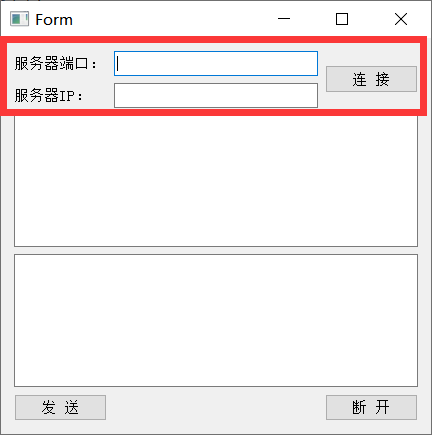 Form
服务器端口：
连 接
服务器IP：
发 送
断 开